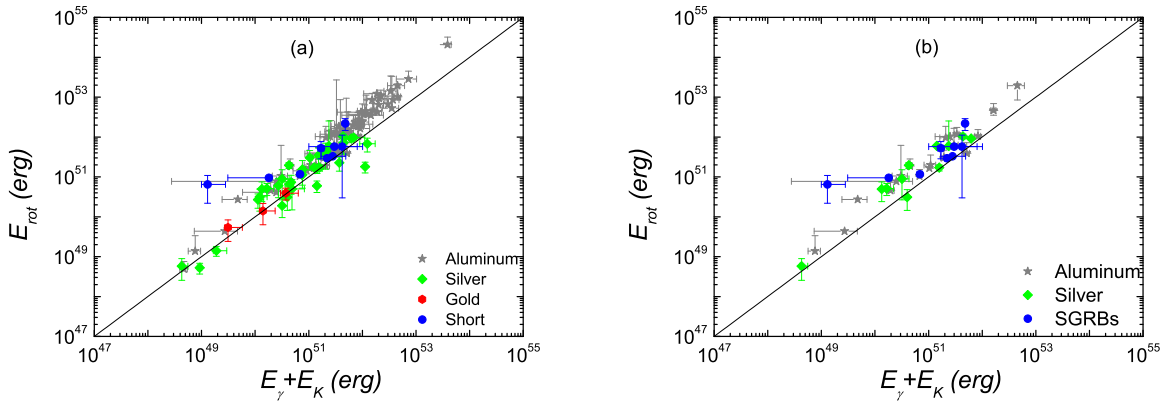 10^55
10^53
10^51
10^49
10^47
E_rot (erg)
(a)
Aluminum
Silver
Gold
Short
10^47 10^49 10^51 10^53 10^55
E_γ+E_K (erg)
10^55
10^53
10^51
10^49
10^47
E_rot (erg)
(b)
Aluminum
Silver
SGRBs
10^47 10^49 10^51 10^53 10^55
E_γ+E_K (erg)